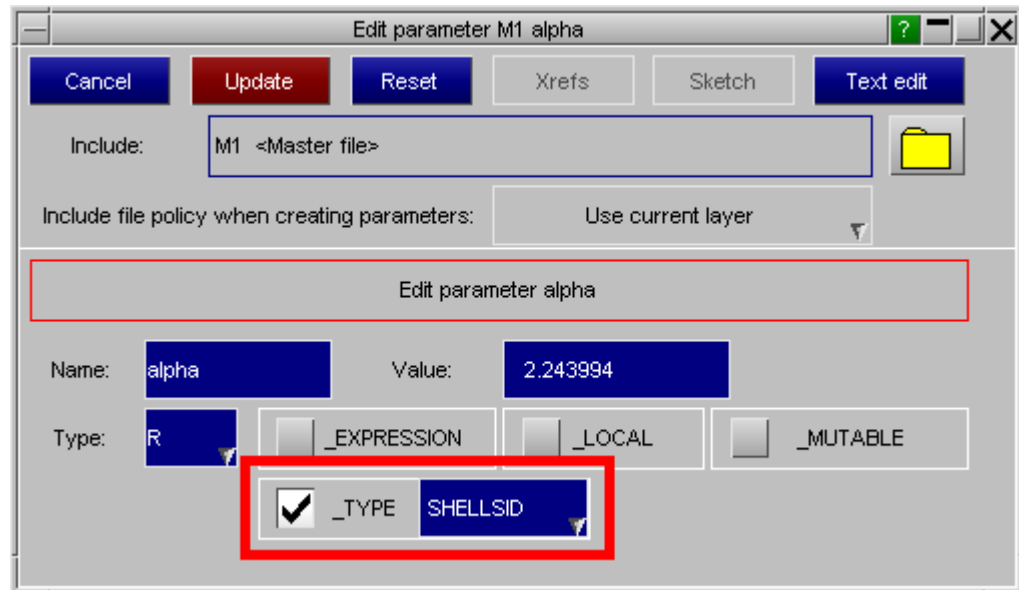 Edit parameter M1 alpha ?
Cancel Update Reset Xrefs Sketch Text edit
Include: M1 <Master file>
Include file policy when creating parameters: Use current layer
Edit parameter alpha
Name: alpha Value: 2.243994
Type: R _EXPRESSION _LOCAL _MUTABLE
_TYPE SHELLSID